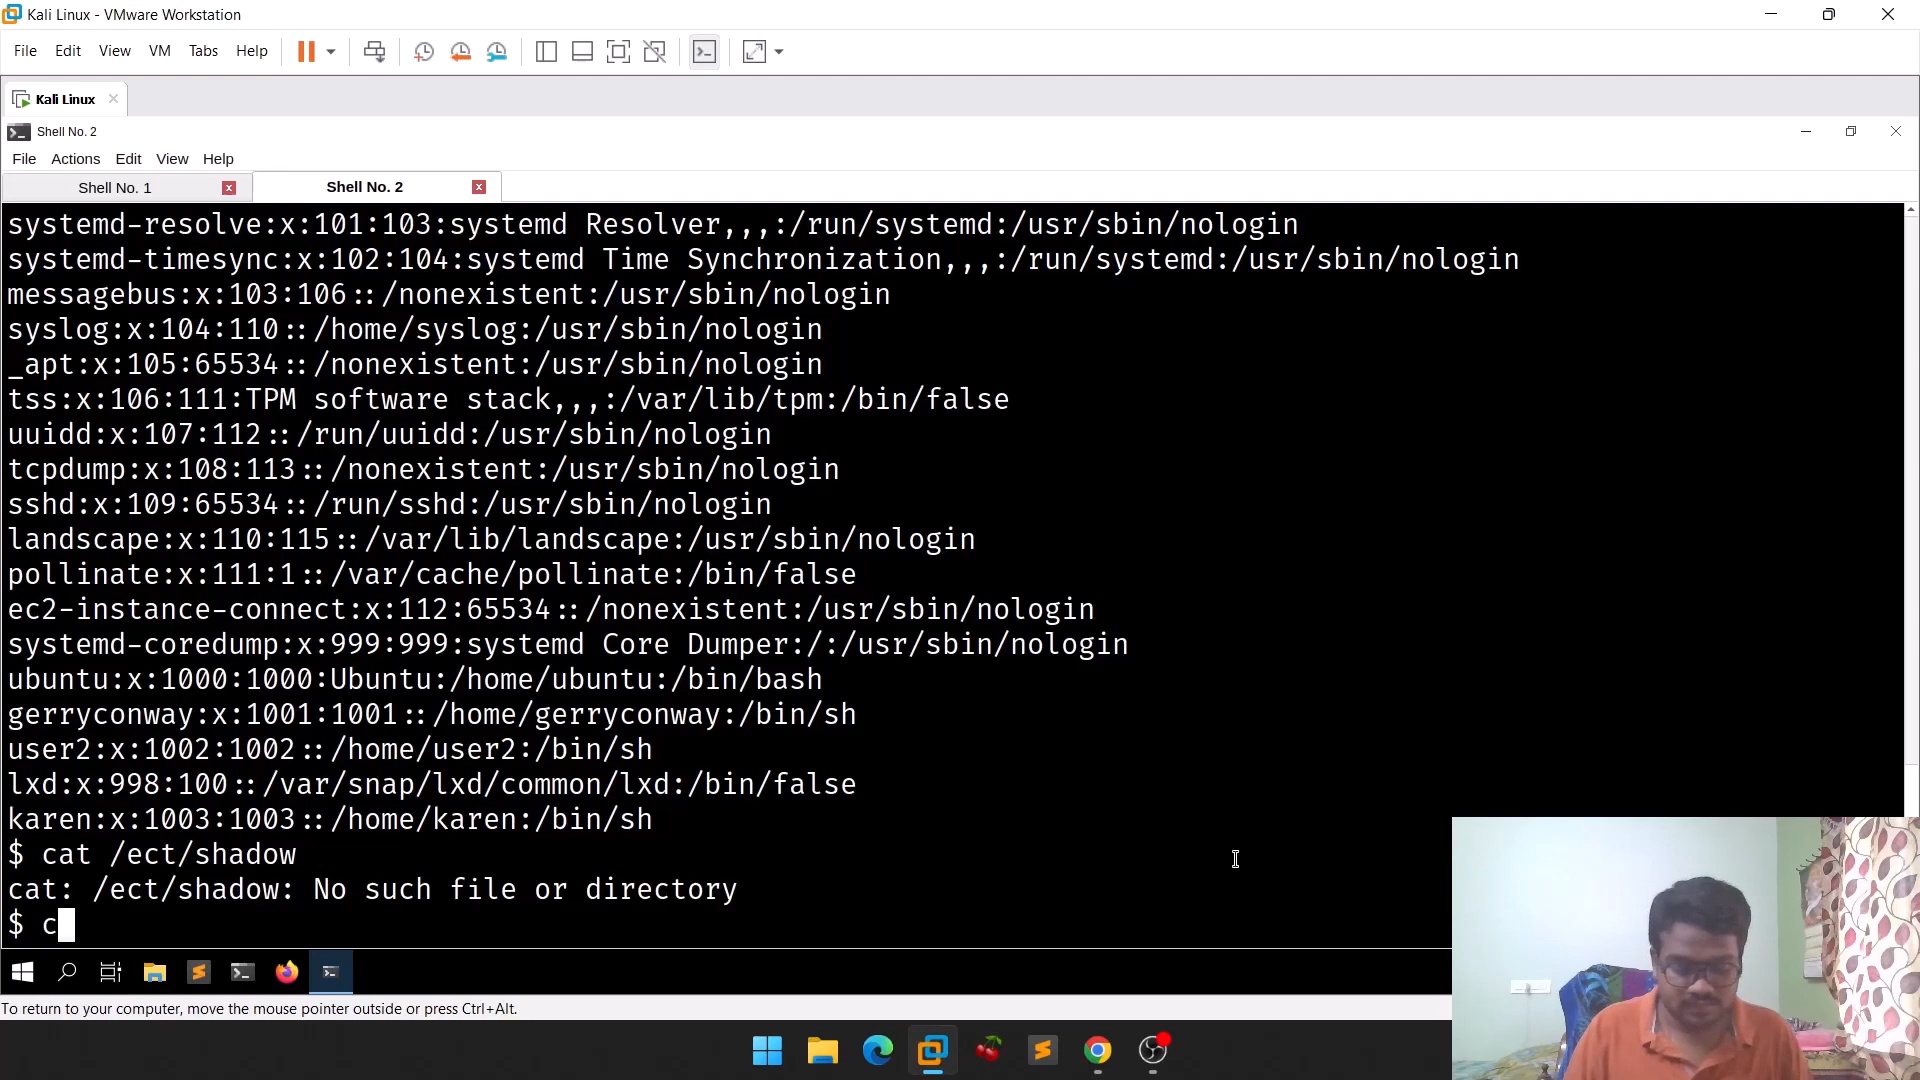 Kali Linux - VMware Workstation
File Edit View VM Tabs Help
Kali Linux
Shell No. 2
File Actions Edit View Help
Shell No. 1
Shell No. 2
systemd-resolve:x:101:103:systemd Resolver,,,:/run/systemd:/usr/sbin/nologin
systemd-timesync:x:102:104:systemd Time Synchronization,,,:/run/systemd:/usr/sbin/nologin
messagebus:x:103:106::/nonexistent:/usr/sbin/nologin
syslog:x:104:110::/home/syslog:/usr/sbin/nologin
_apt:x:105:65534::/nonexistent:/usr/sbin/nologin
tss:x:106:111:TPM software stack,,,:/var/lib/tpm:/bin/false
uuidd:x:107:112::/run/uuidd:/usr/sbin/nologin
tcpdump:x:108:113::/nonexistent:/usr/sbin/nologin
sshd:x:109:65534::/run/sshd:/usr/sbin/nologin
landscape:x:110:115::/var/lib/landscape:/usr/sbin/nologin
pollinate:x:111:1::/var/cache/pollinate:/bin/false
ec2-instance-connect:x:112:65534::/nonexistent:/usr/sbin/nologin
systemd-coredump:x:999:999:systemd Core Dumper:/:/usr/sbin/nologin
ubuntu:x:1000:1000:Ubuntu:/home/ubuntu:/bin/bash
gerryconway:x:1001:1001::/home/gerryconway:/bin/sh
user2:x:1002:1002::/home/user2:/bin/sh
lxd:x:998:100::/var/snap/lxd/common/lxd:/bin/false
karen:x:1003:1003::/home/karen:/bin/sh
$ cat /ect/shadow
cat: /ect/shadow: No such file or directory
$ c
To return to your computer, move the mouse pointer outside or press Ctrl+Alt.